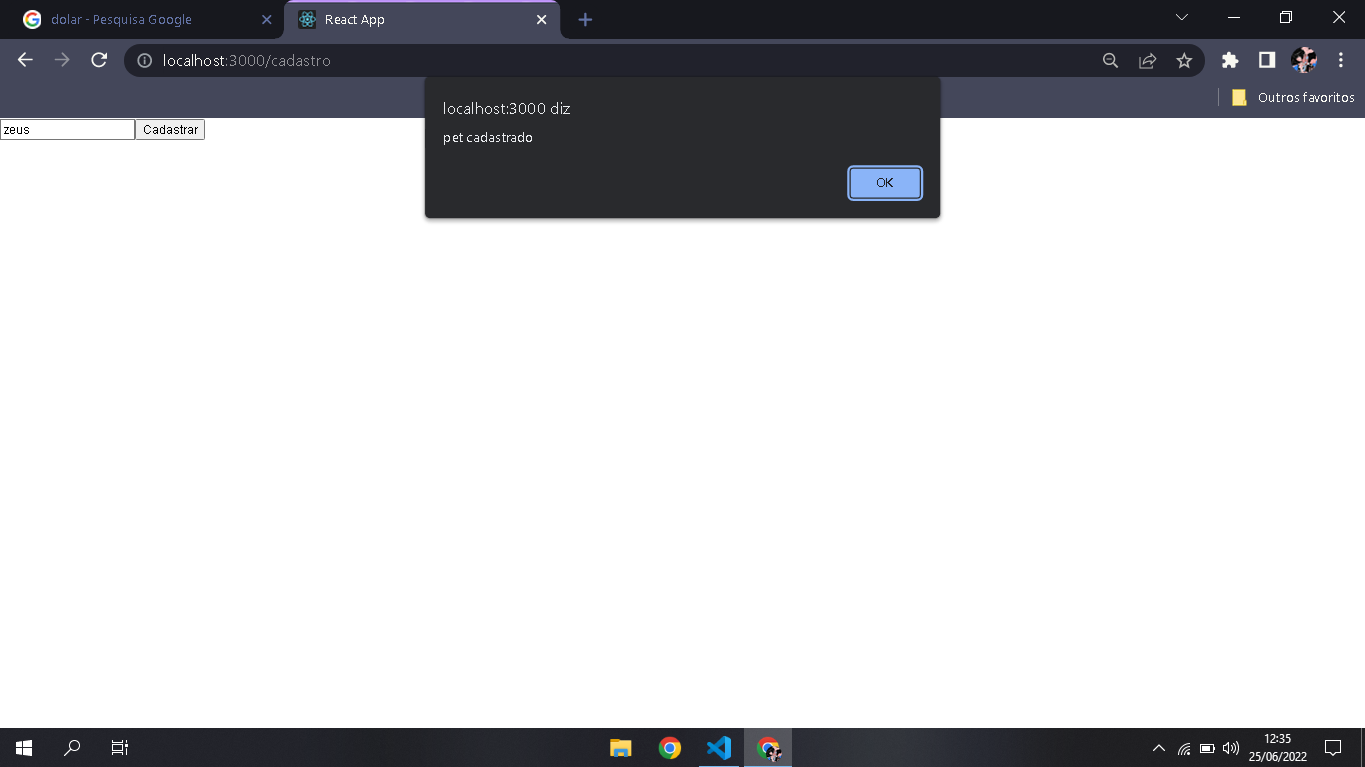 dolar - Pesquisa Google
React App
localhost:3000/cadastro
Outros favoritos
localhost:3000 diz
pet cadastrado
OK
zeus
Cadastrar
12:35
25/06/2022